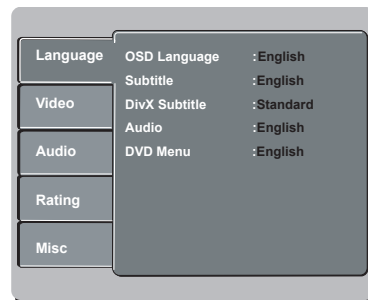 Language
Video
Audio
Rating
Misc
OSD Language :English
Subtitle :English
DivX Subtitle :Standard
Audio :English
DVD Menu :English